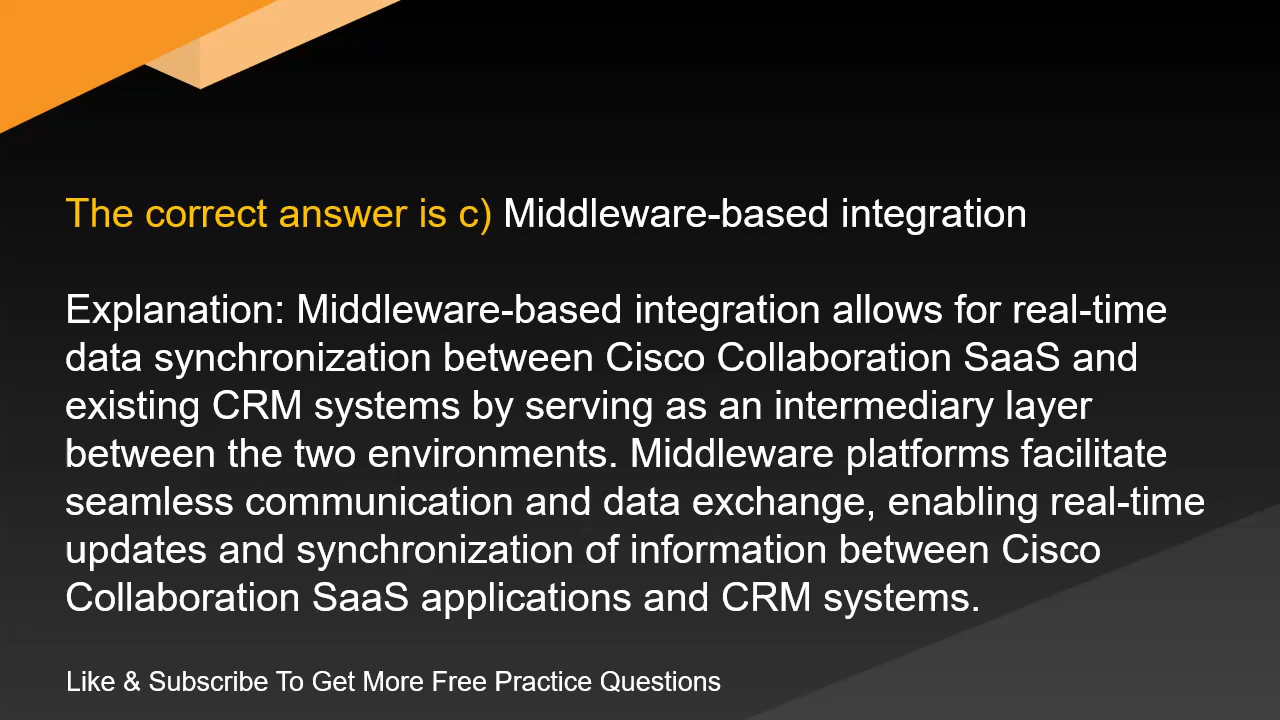 The correct answer is c) Middleware-based integration
Explanation: Middleware-based integration allows for real-time
data synchronization between Cisco Collaboration SaaS and
existing CRM systems by serving as an intermediary layer
between the two environments. Middleware platforms facilitate
seamless communication and data exchange, enabling real-time
updates and synchronization of information between Cisco
Collaboration SaaS applications and CRM systems.
Like & Subscribe To Get More Free Practice Questions